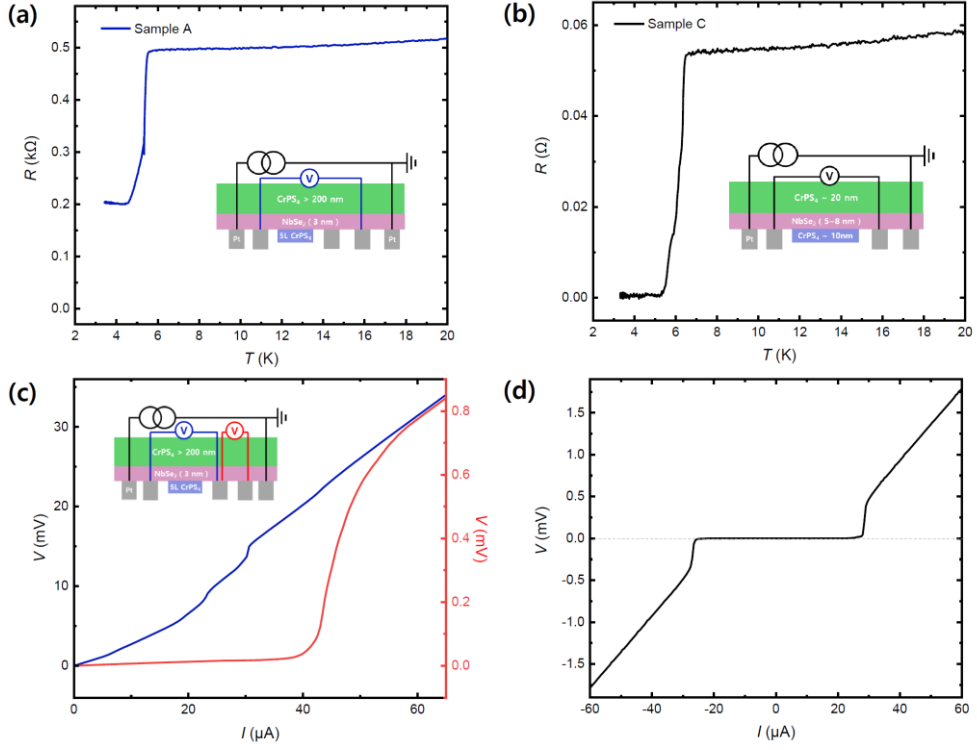 (a)
Sample A
0.5
0.4
0.3
0.2
0.1
0.0
R (kΩ)
V
CrPS₄ > 200 nm
NbSe₂ ( 3 nm )
Pt
5L CrPS₄
Pt
2 4 6 8 10 12 14 16 18 20
T (K)
(b)
Sample C
0.06
0.04
0.02
0.00
R (Ω)
V
CrPS₄ ~ 20 nm
NbSe₂ ( 5~8 nm )
Pt
CrPS₄ ~ 10nm
Pt
2 4 6 8 10 12 14 16 18 20
T (K)
(c)
30
20
10
0
V (mV)
V
V
CrPS₄ > 200 nm
NbSe₂ ( 3 nm )
Pt
5L CrPS₄
0.8
0.6
0.4
0.2
0.0
V (mV)
0 20 40 60
I (μA)
(d)
1.5
1.0
0.5
0.0
-0.5
-1.0
-1.5
V (mV)
-60 -40 -20 0 20 40 60
I (μA)